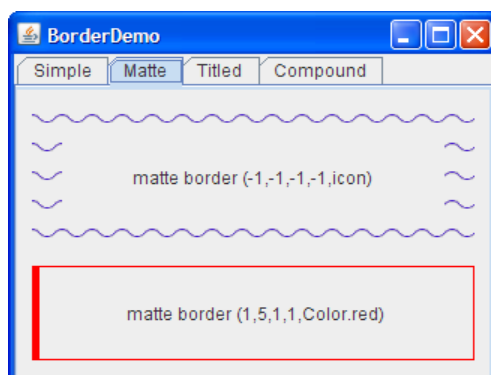 BorderDemo
Simple Matte Titled Compound
matte border (-1,-1,-1,-1,icon)
matte border (1,5,1,1,Color.red)